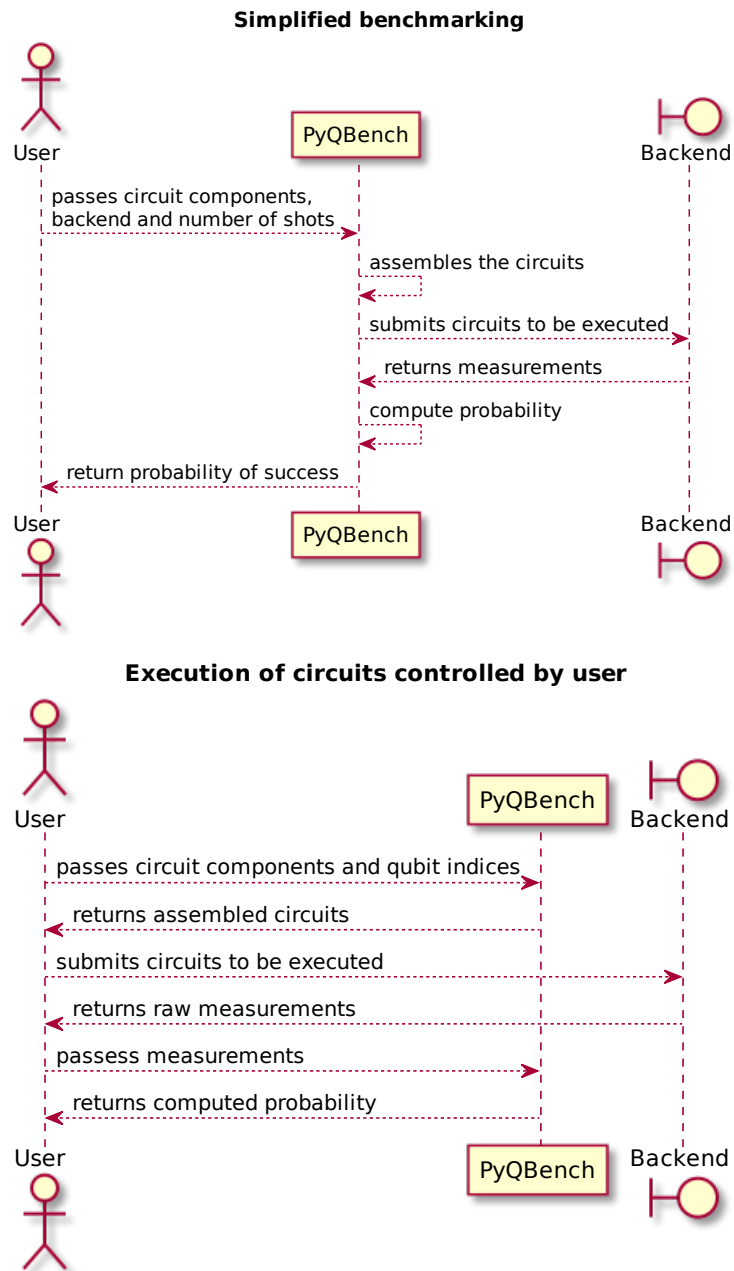 Simplified benchmarking
User
PyQBench
Backend
passes circuit components,
backend and number of shots
assembles the circuits
submits circuits to be executed
returns measurements
compute probability
return probability of success
User
PyQBench
Backend
Execution of circuits controlled by user
User
PyQBench
Backend
passes circuit components and qubit indices
returns assembled circuits
submits circuits to be executed
returns raw measurements
passess measurements
returns computed probability
User
PyQBench
Backend